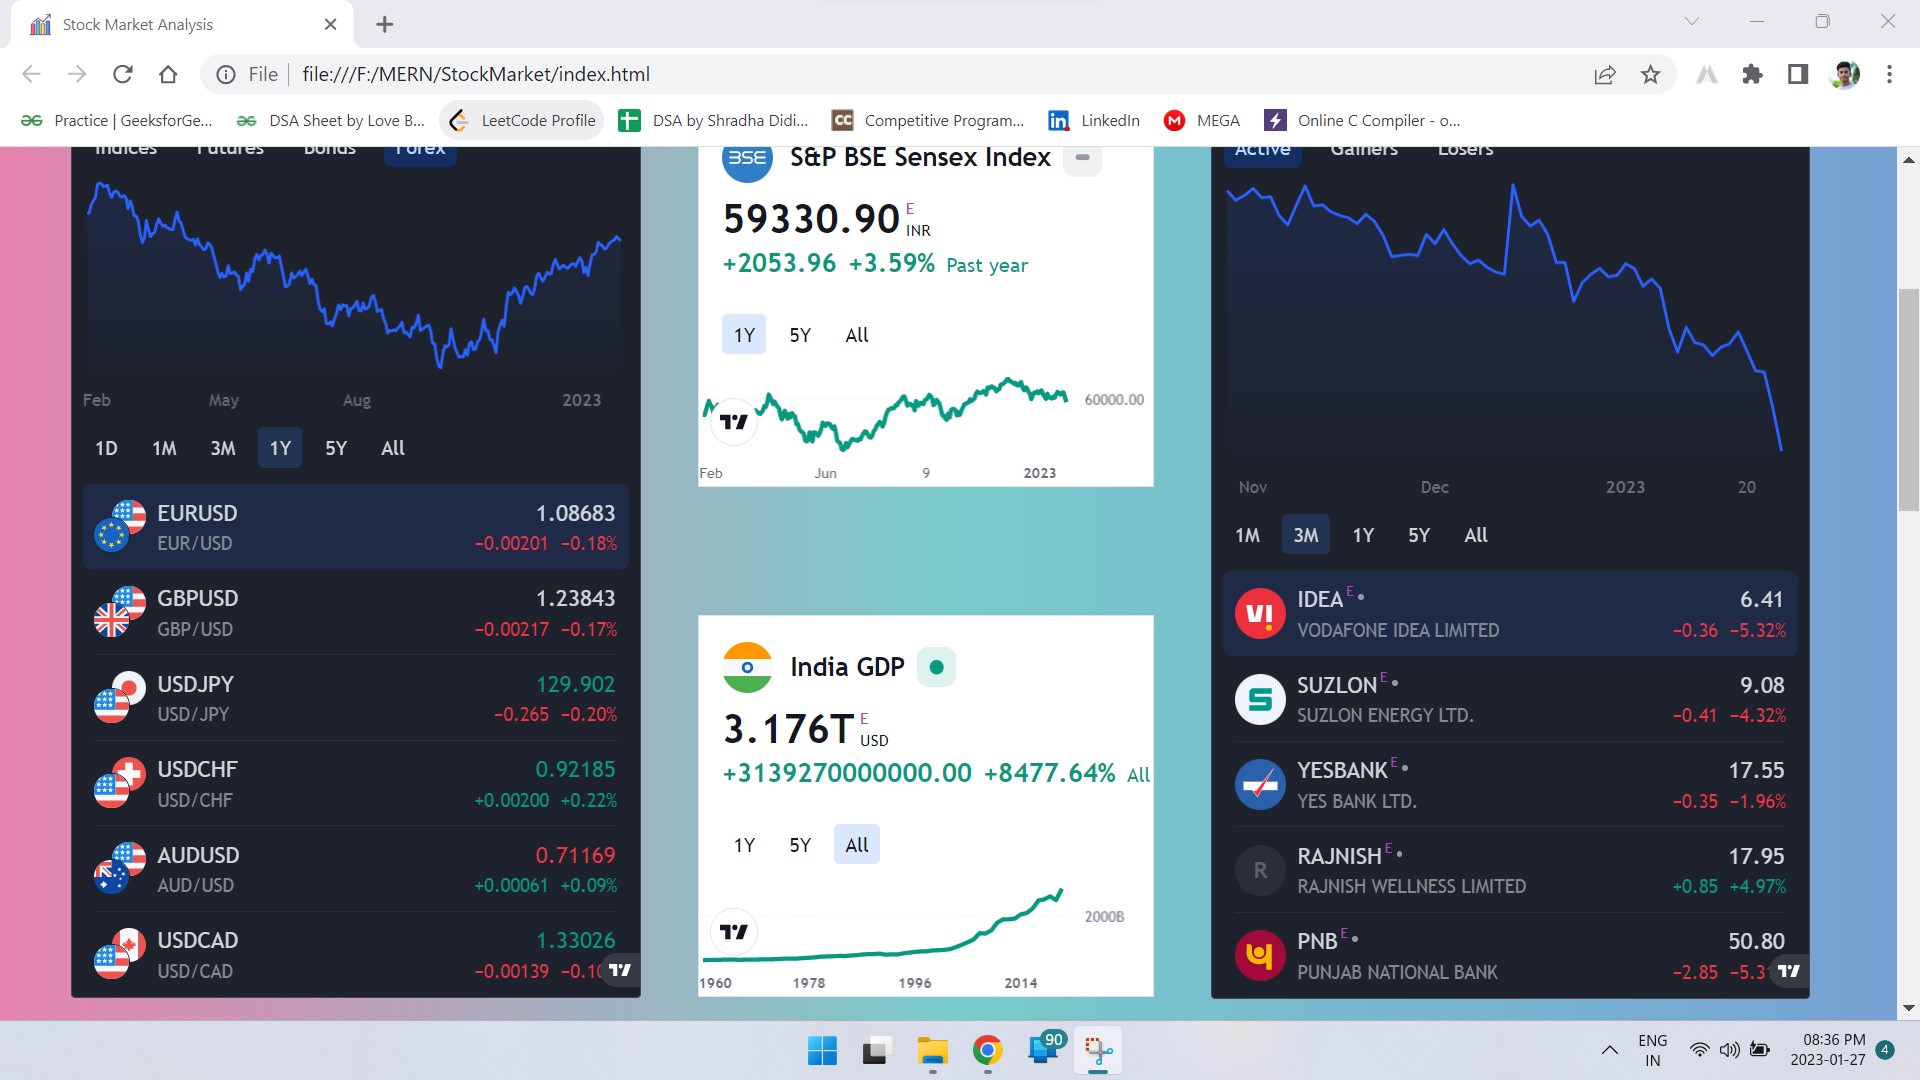 Stock Market Analysis
File
file:///F:/MERN/StockMarket/index.html
Practice | GeeksforGe...
DSA Sheet by Love B...
LeetCode Profile
DSA by Shradha Didi...
CC
Competitive Program...
in
LinkedIn
M
MEGA
Online C Compiler - o...
Indices Futures Bonds Forex
Feb May Aug 2023
1D 1M 3M 1Y 5Y All
EURUSD 1.08683
EUR/USD −0.00201 −0.18%
GBPUSD 1.23843
GBP/USD −0.00217 −0.17%
USDJPY 129.902
USD/JPY −0.265 −0.20%
USDCHF 0.92185
USD/CHF +0.00200 +0.22%
AUDUSD 0.71169
AUD/USD +0.00061 +0.09%
USDCAD 1.33026
USD/CAD −0.00139
BSE
S&P BSE Sensex Index
59330.90 E
INR
+2053.96 +3.59% Past year
1Y 5Y All
60000.00
Feb Jun 9 2023
India GDP
3.176T E
USD
+3139270000000.00 +8477.64% All
1Y 5Y All
2000B
1960 1978 1996 2014
Active Gainers Losers
Nov Dec 2023 20
1M 3M 1Y 5Y All
VI
IDEA E 6.41
VODAFONE IDEA LIMITED −0.36 −5.32%
S
SUZLON E 9.08
SUZLON ENERGY LTD. −0.41 −4.32%
YESBANK E 17.55
YES BANK LTD. −0.35 −1.96%
R
RAJNISH E 17.95
RAJNISH WELLNESS LIMITED +0.85 +4.97%
PNB E 50.80
PUNJAB NATIONAL BANK −2.85
90
ENG
IN
08:36 PM
2023-01-27
4